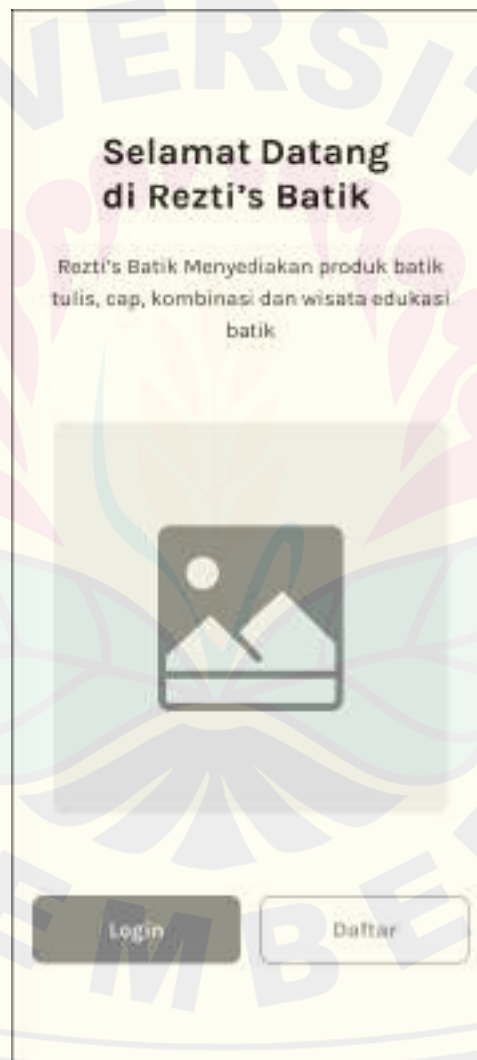 Selamat Datang
di Rezti's Batik
Rezti's Batik Menyediakan produk batik
tulis, cap, kombinasi dan wisata edukasi
batik
Login
Daftar